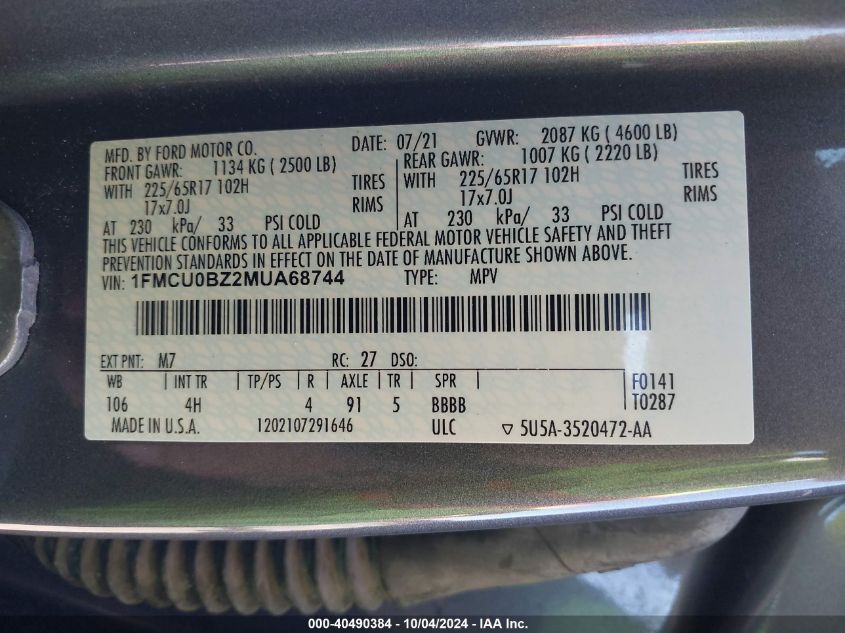 MFD. BY FORD MOTOR CO. DATE: 07/21 GVWR: 2087 KG ( 4600 LB)
FRONT GAWR: 1134 KG ( 2500 LB) REAR GAWR: 1007 KG ( 2220 LB)
WITH 225/65R17 102H TIRES WITH 225/65R17 102H TIRES
17x7.0J RIMS 17x7.0J RIMS
AT 230 kPa/ 33 PSI COLD AT 230 kPa/ 33 PSI COLD
THIS VEHICLE CONFORMS TO ALL APPLICABLE FEDERAL MOTOR VEHICLE SAFETY AND THEFT
PREVENTION STANDARDS IN EFFECT ON THE DATE OF MANUFACTURE SHOWN ABOVE.
VIN: 1FMCU0BZ2MUA68744 TYPE: MPV
EXT PNT: M7 RC: 27 DSO:
WB INT TR TP/PS R AXLE TR SPR F0141
106 4H 4 91 5 BBBB T0287
MADE IN U.S.A. 1202107291646 ULC ▽ 5U5A-3520472-AA
000-40490384 - 10/04/2024 - IAA Inc.